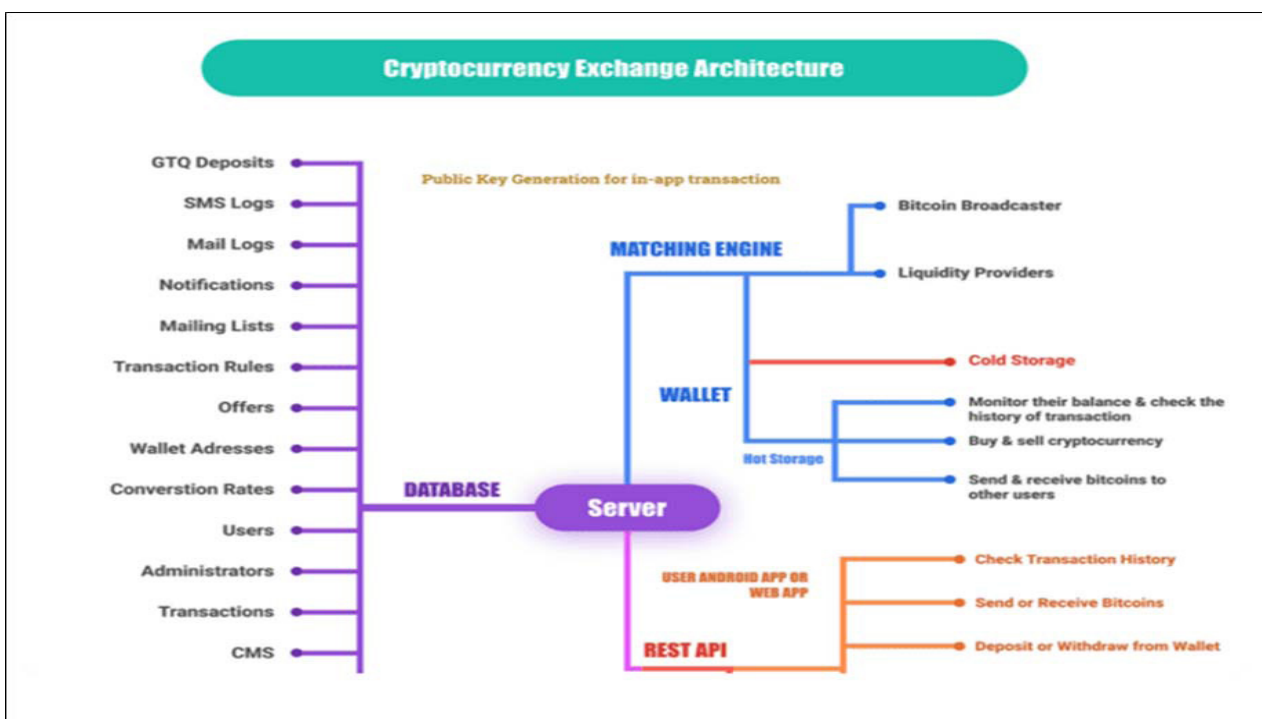 Cryptocurrency Exchange Architecture
GTQ Deposits
SMS Logs
Mail Logs
Notifications
Mailing Lists
Transaction Rules
Offers
Wallet Adresses
Converstion Rates
Users
Administrators
Transactions
CMS
DATABASE
Server
Public Key Generation for in-app transaction
MATCHING ENGINE
Bitcoin Broadcaster
Liquidity Providers
WALLET
Cold Storage
Hot Storage
Monitor their balance & check the
history of transaction
Buy & sell cryptocurrency
Send & receive bitcoins to
other users
USER ANDROID APP OR
WEB APP
REST API
Check Transaction History
Send or Receive Bitcoins
Deposit or Withdraw from Wallet